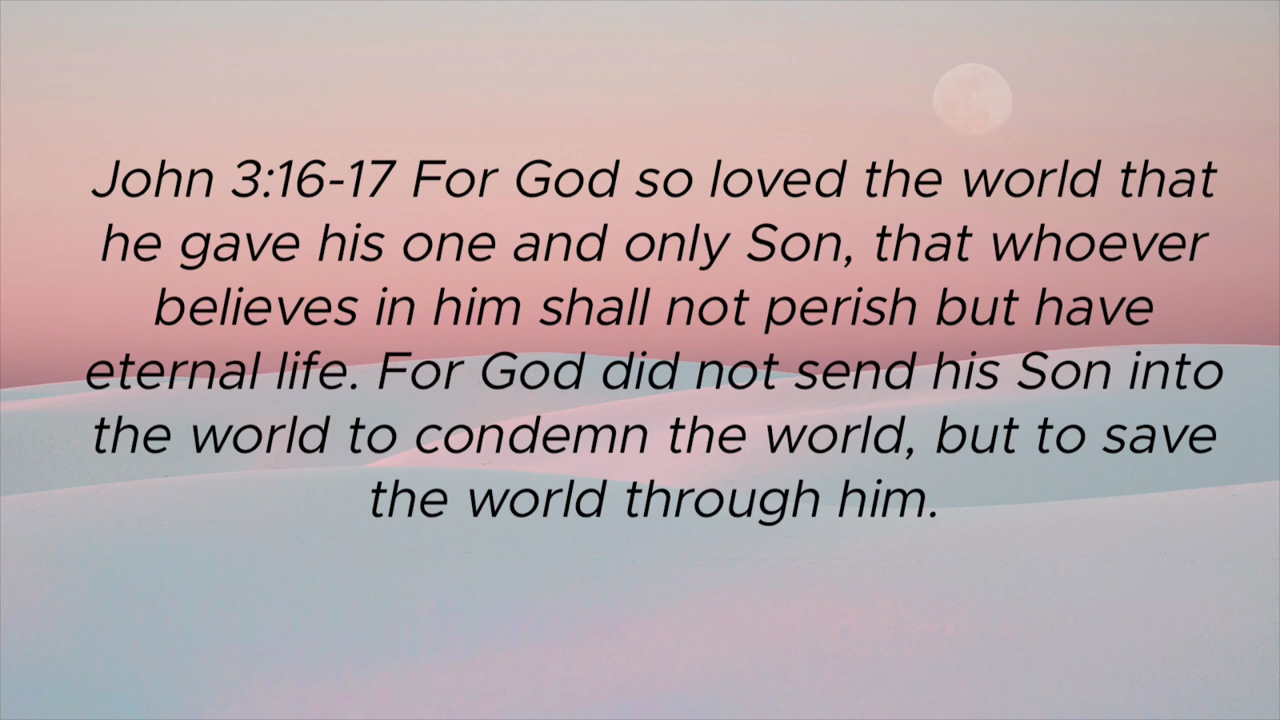 John 3:16-17 For God so loved the world that
he gave his one and only Son, that whoever
believes in him shall not perish but have
eternal life. For God did not send his Son into
the world to condemn the world, but to save
the world through him.